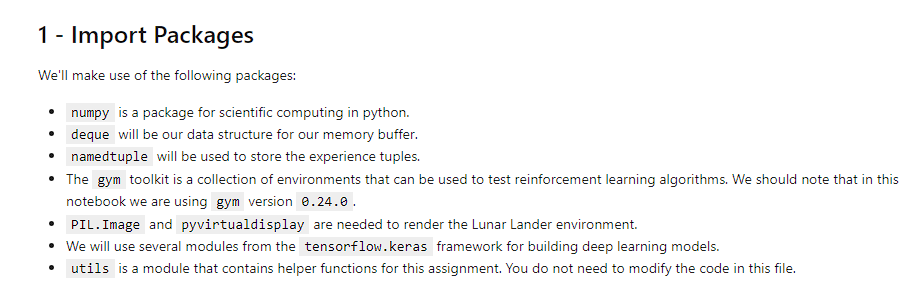 1 - Import Packages
We'll make use of the following packages:
• numpy is a package for scientific computing in python.
• deque will be our data structure for our memory buffer.
• namedtuple will be used to store the experience tuples.
• The gym toolkit is a collection of environments that can be used to test reinforcement learning algorithms. We should note that in this
notebook we are using gym version 0.24.0.
• PIL.Image and pyvirtualdisplay are needed to render the Lunar Lander environment.
• We will use several modules from the tensorflow.keras framework for building deep learning models.
• utils is a module that contains helper functions for this assignment. You do not need to modify the code in this file.